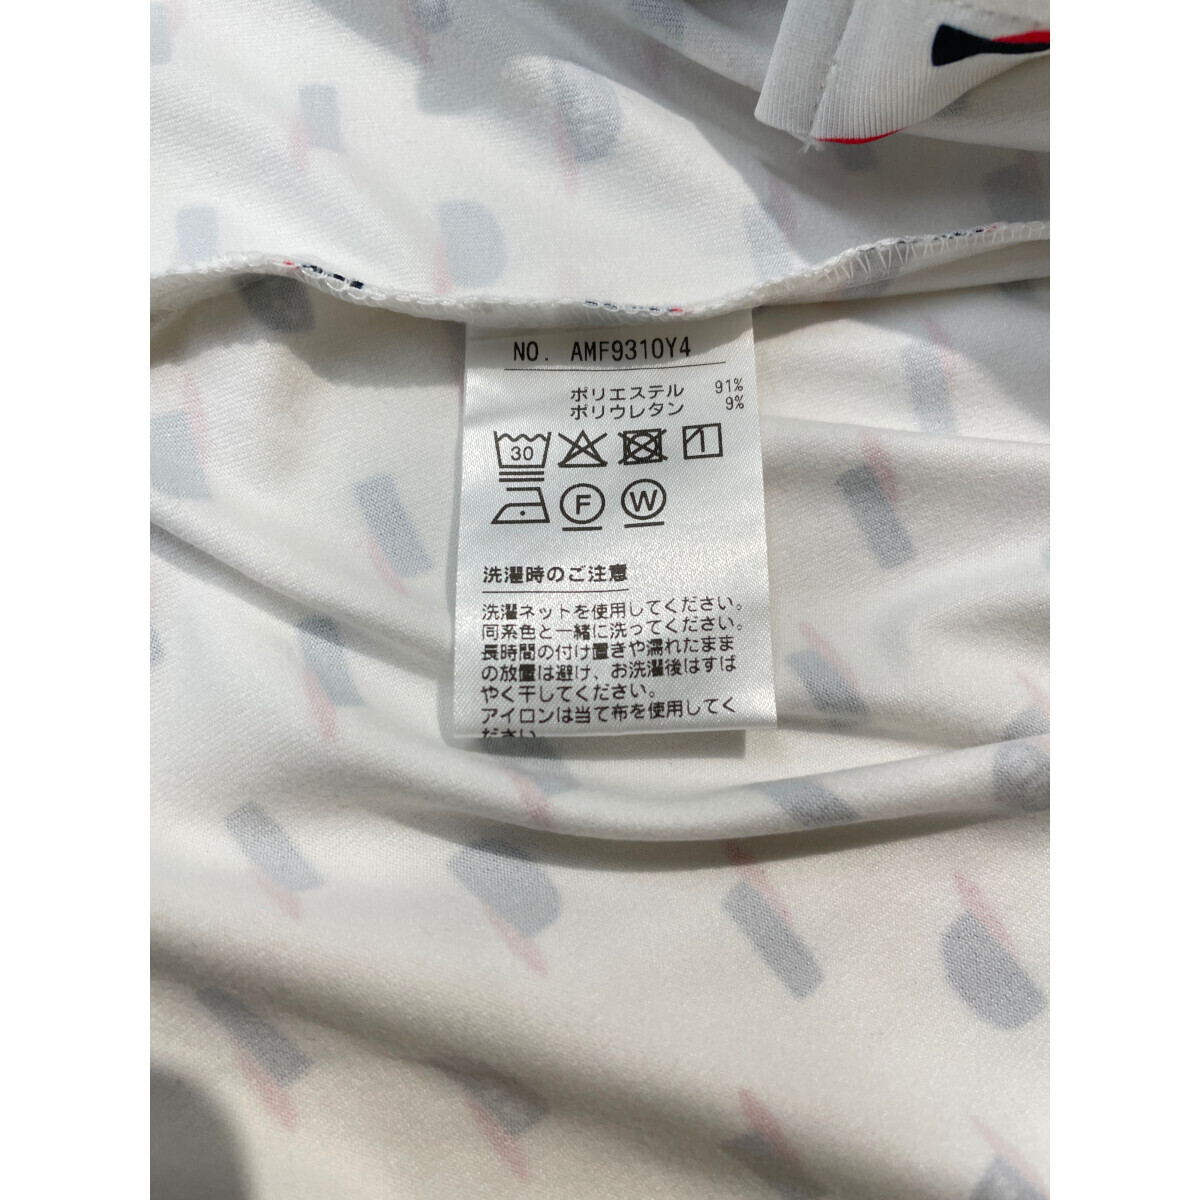 NO. AMF9310Y4
ポリエステル 91%
ポリウレタン 9%
30
F W
洗濯時のご注意
洗濯ネットを使用してください。
同系色と一緒に洗ってください。
長時間の付け置きや濡れたまま
の放置は避け、お洗濯後はすば
やく干してください。
アイロンは当て布を使用してく
ださい。